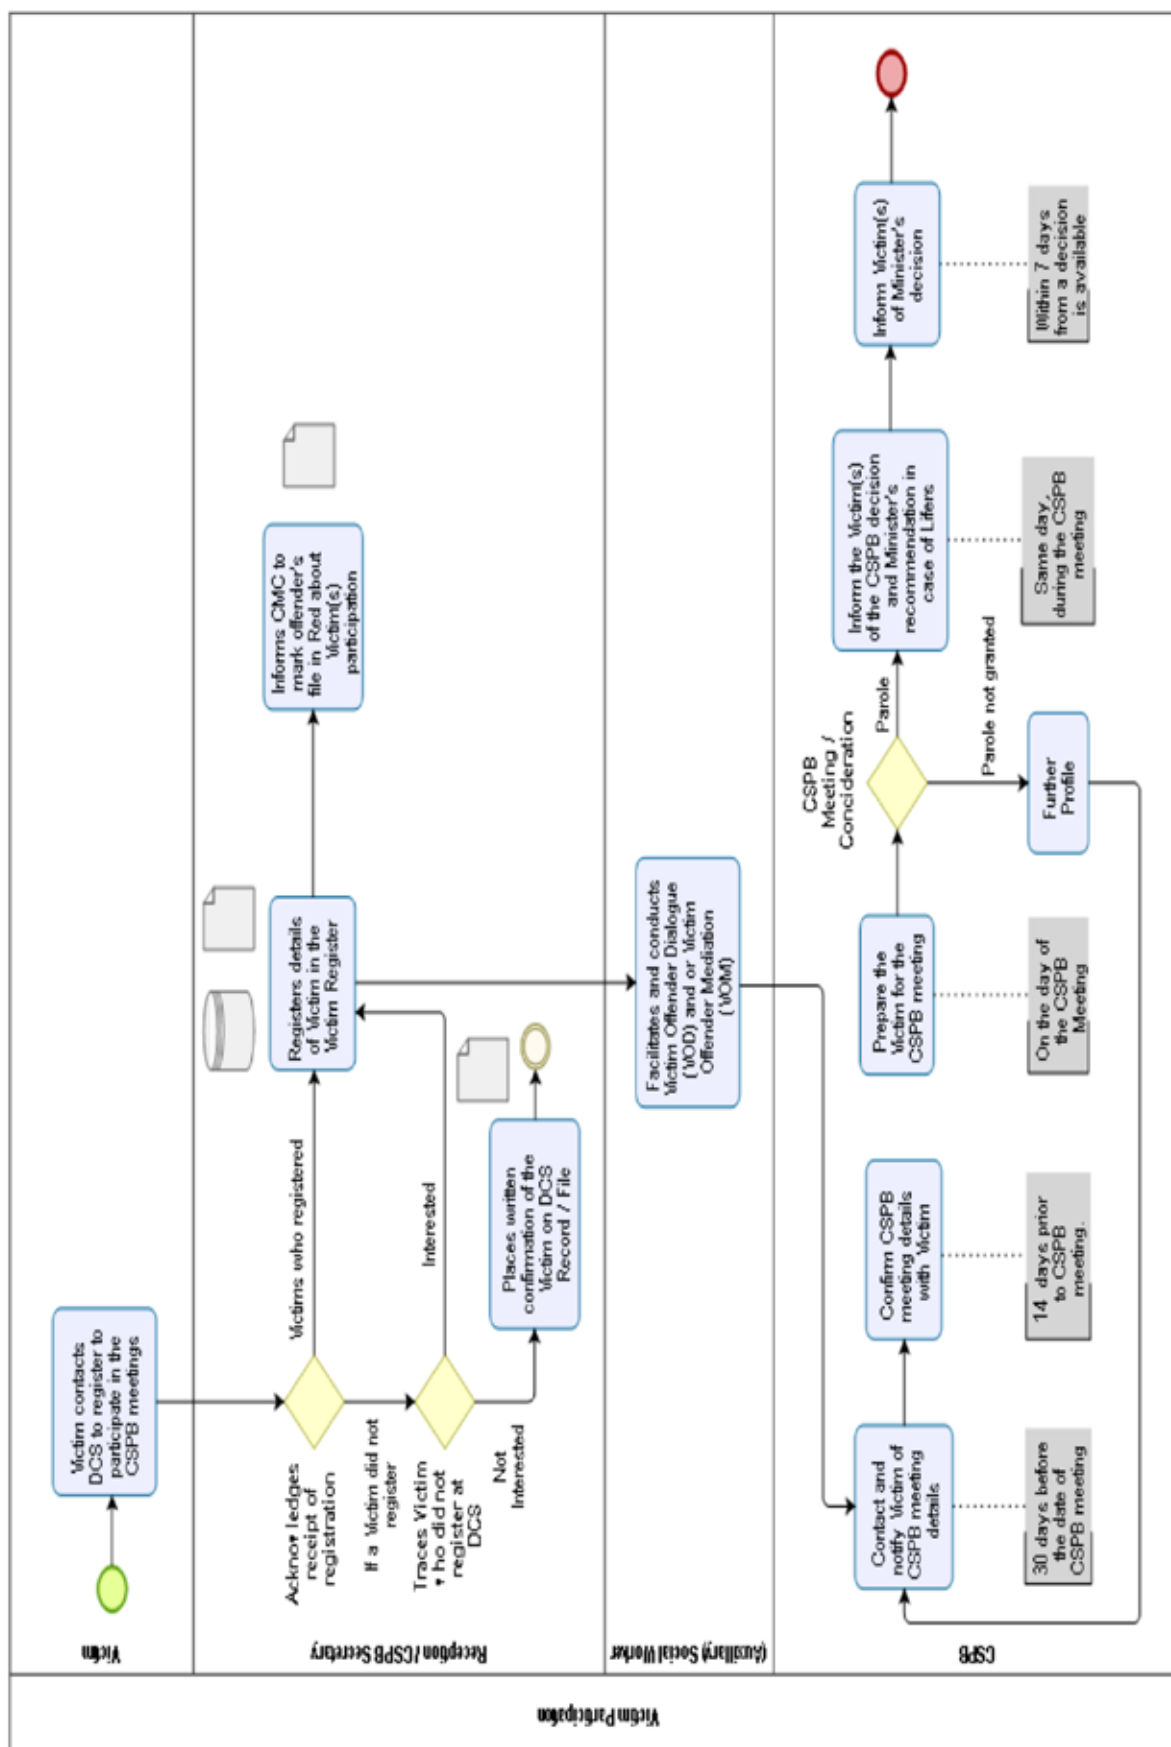 Victim Participation
Victim
Victim contacts
DCS to register to
participate in the
CSPB meetings
Reception / CSPB Secretary
Acknowledges
receipt of
registration
Victims who registered
If a Victim did not
register
Traces Victim
who did not
register at
DCS
Interested
Not
Interested
Registers details
of Victim in the
Victim Register
Informs CMC to
mark offender's
file in Red about
Victim(s)
participation
Places written
confirmation of the
Victim on DCS
Record / File
(Auxillary) Social Worker
Facilitates and conducts
Victim Offender Dialogue
(VOD) and or Victim
Offender Mediation
(VOM)
CSPB
Contact and
notify Victim of
CSPB meeting
details
30 days before
the date of
CSPB meeting
Confirm CSPB
meeting details
with Victim
14 days prior
to CSPB
meeting.
Prepare the
Victim for the
CSPB meeting
On the day of
the CSPB
Meeting
CSPB
Meeting /
Concideration
Parole
Parole not granted
Further
Profile
Inform the Victim(s)
of the CSPB decision
and Minister's
recommendation in
case of Lifers
Same day,
during the CSPB
meeting
Inform Victim(s)
of Minister's
decision
Within 7 days
from a decision
is available